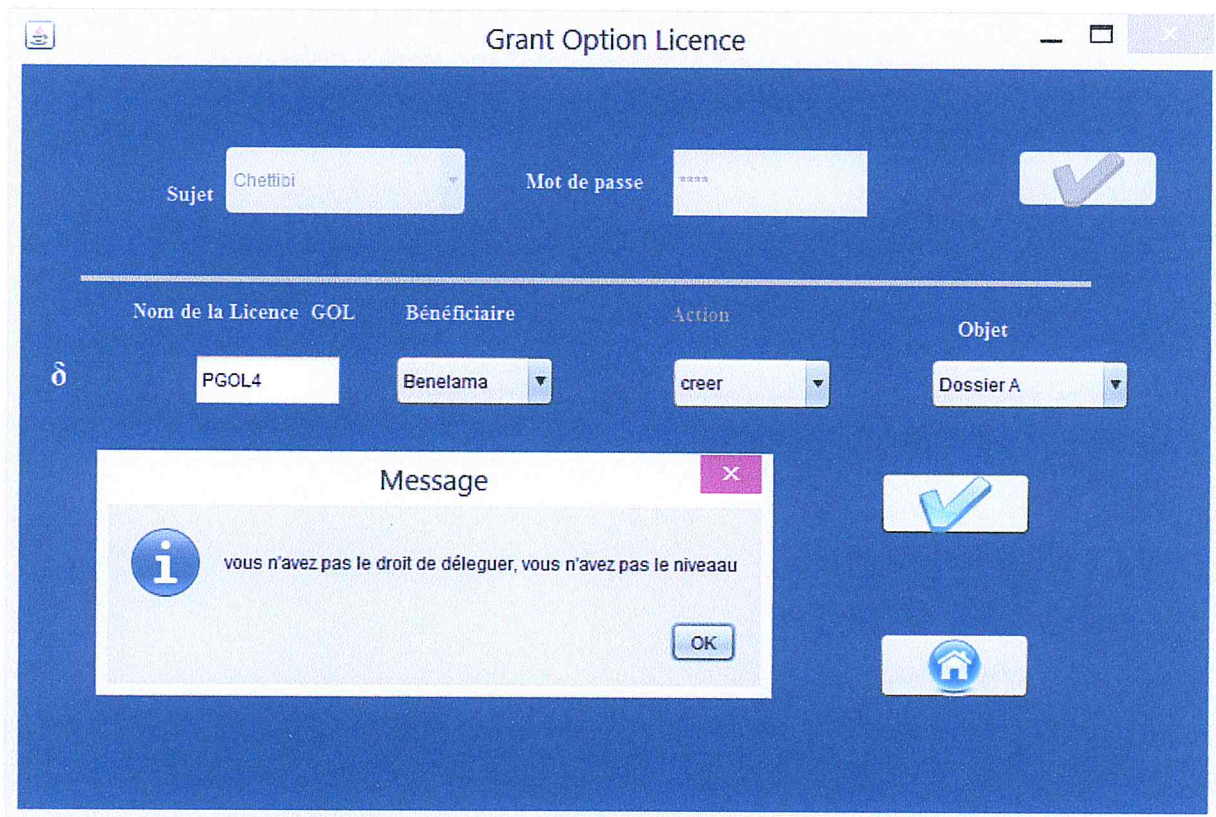 Grant Option Licence
Sujet
Chettibi
Mot de passe
****
Nom de la Licence GOL
Bénéficiaire
Action
Objet
δ
PGOL4
Benelama
creer
Dossier A
Message
vous n'avez pas le droit de déleguer, vous n'avez pas le niveaau
OK